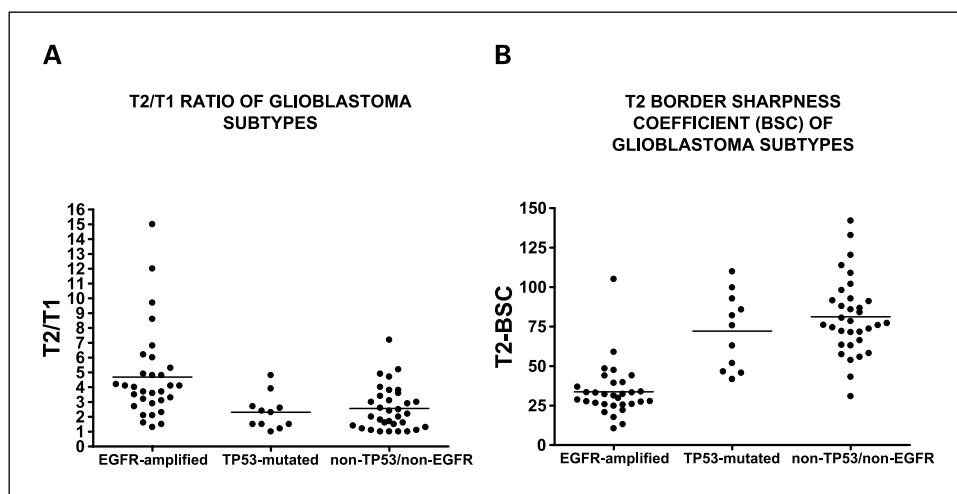 A
T2/T1 RATIO OF GLIOBLASTOMA
SUBTYPES
T2/T1
16
15
14
13
12
11
10
9
8
7
6
5
4
3
2
1
0
EGFR-amplified TP53-mutated non-TP53/non-EGFR
B
T2 BORDER SHARPNESS
COEFFICIENT (BSC) OF
GLIOBLASTOMA SUBTYPES
T2-BSC
150
125
100
75
50
25
0
EGFR-amplified TP53-mutated non-TP53/non-EGFR